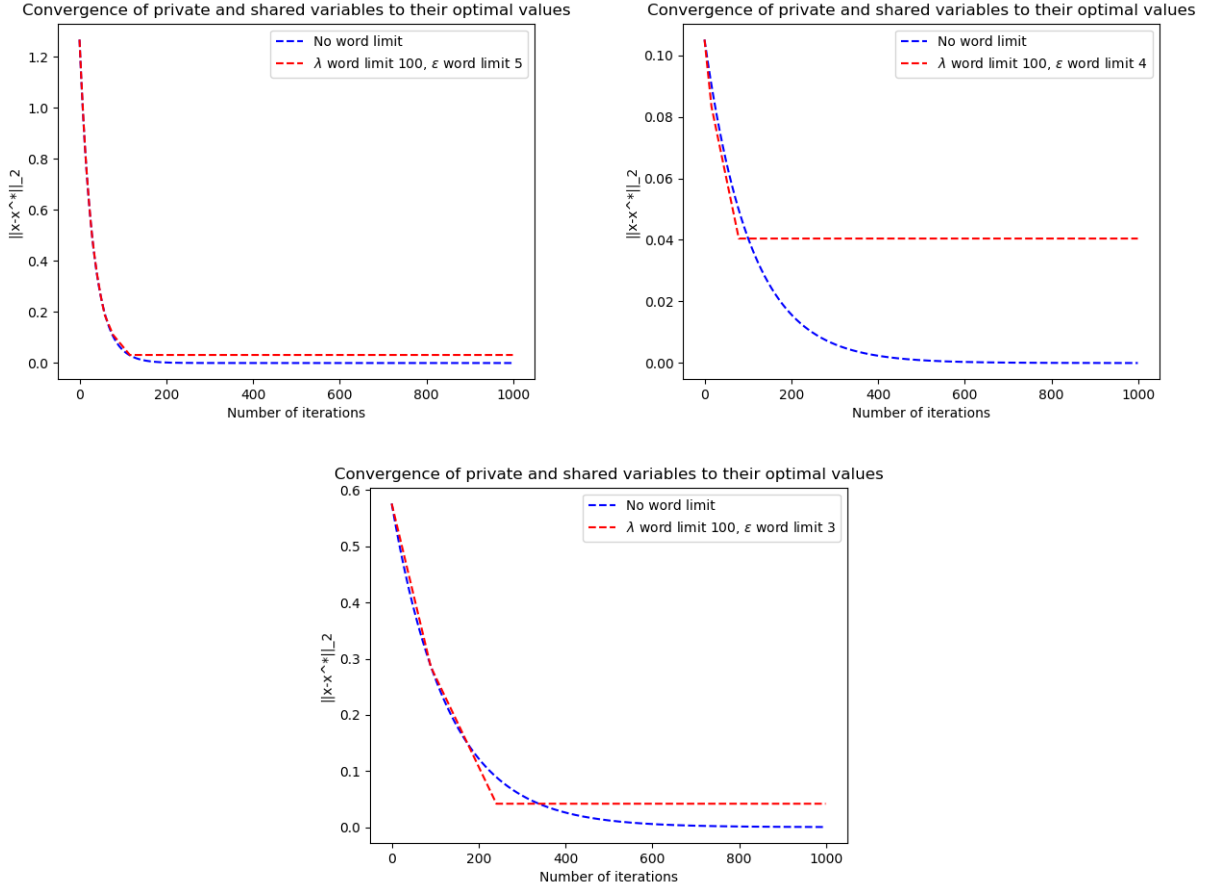 Convergence of private and shared variables to their optimal values
No word limit
λ word limit 100, ε word limit 5
1.2
1.0
0.8
0.6
0.4
0.2
0.0
||x-x^*||_2
0
200
400
600
800
1000
Number of iterations
Convergence of private and shared variables to their optimal values
No word limit
λ word limit 100, ε word limit 4
0.10
0.08
0.06
0.04
0.02
0.00
||x-x^*||_2
0
200
400
600
800
1000
Number of iterations
Convergence of private and shared variables to their optimal values
No word limit
λ word limit 100, ε word limit 3
0.6
0.5
0.4
0.3
0.2
0.1
0.0
||x-x^*||_2
0
200
400
600
800
1000
Number of iterations